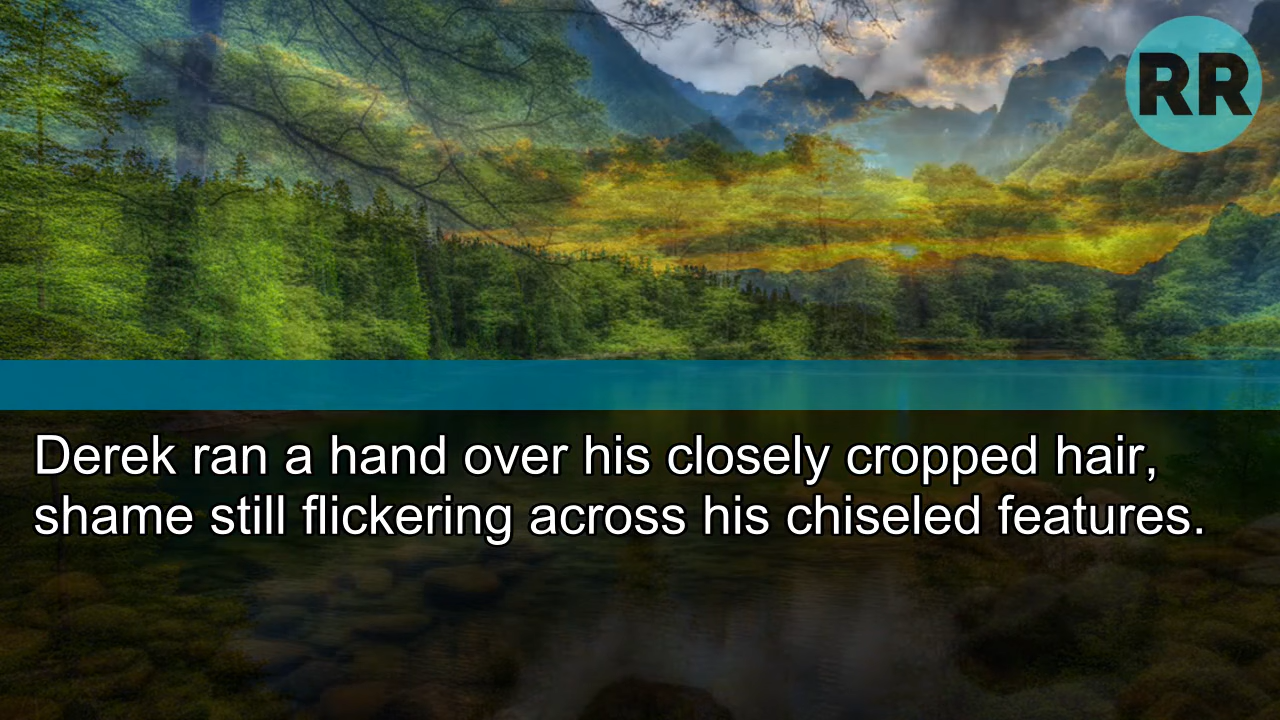 RR
Derek ran a hand over his closely cropped hair,
shame still flickering across his chiseled features.